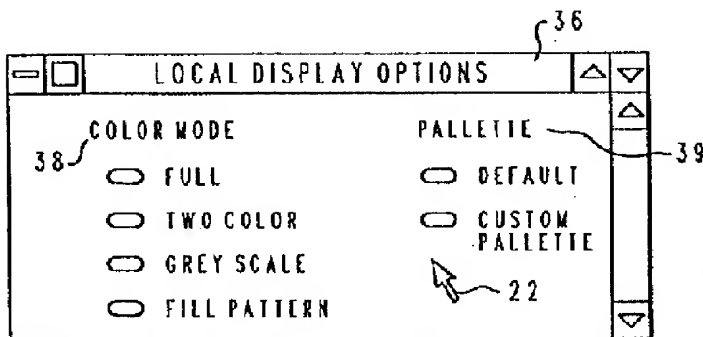 36
LOCAL DISPLAY OPTIONS
COLOR MODE
38
FULL
TWO COLOR
GREY SCALE
FILL PATTERN
PALLETTE
39
DEFAULT
CUSTOM
PALLETTE
22